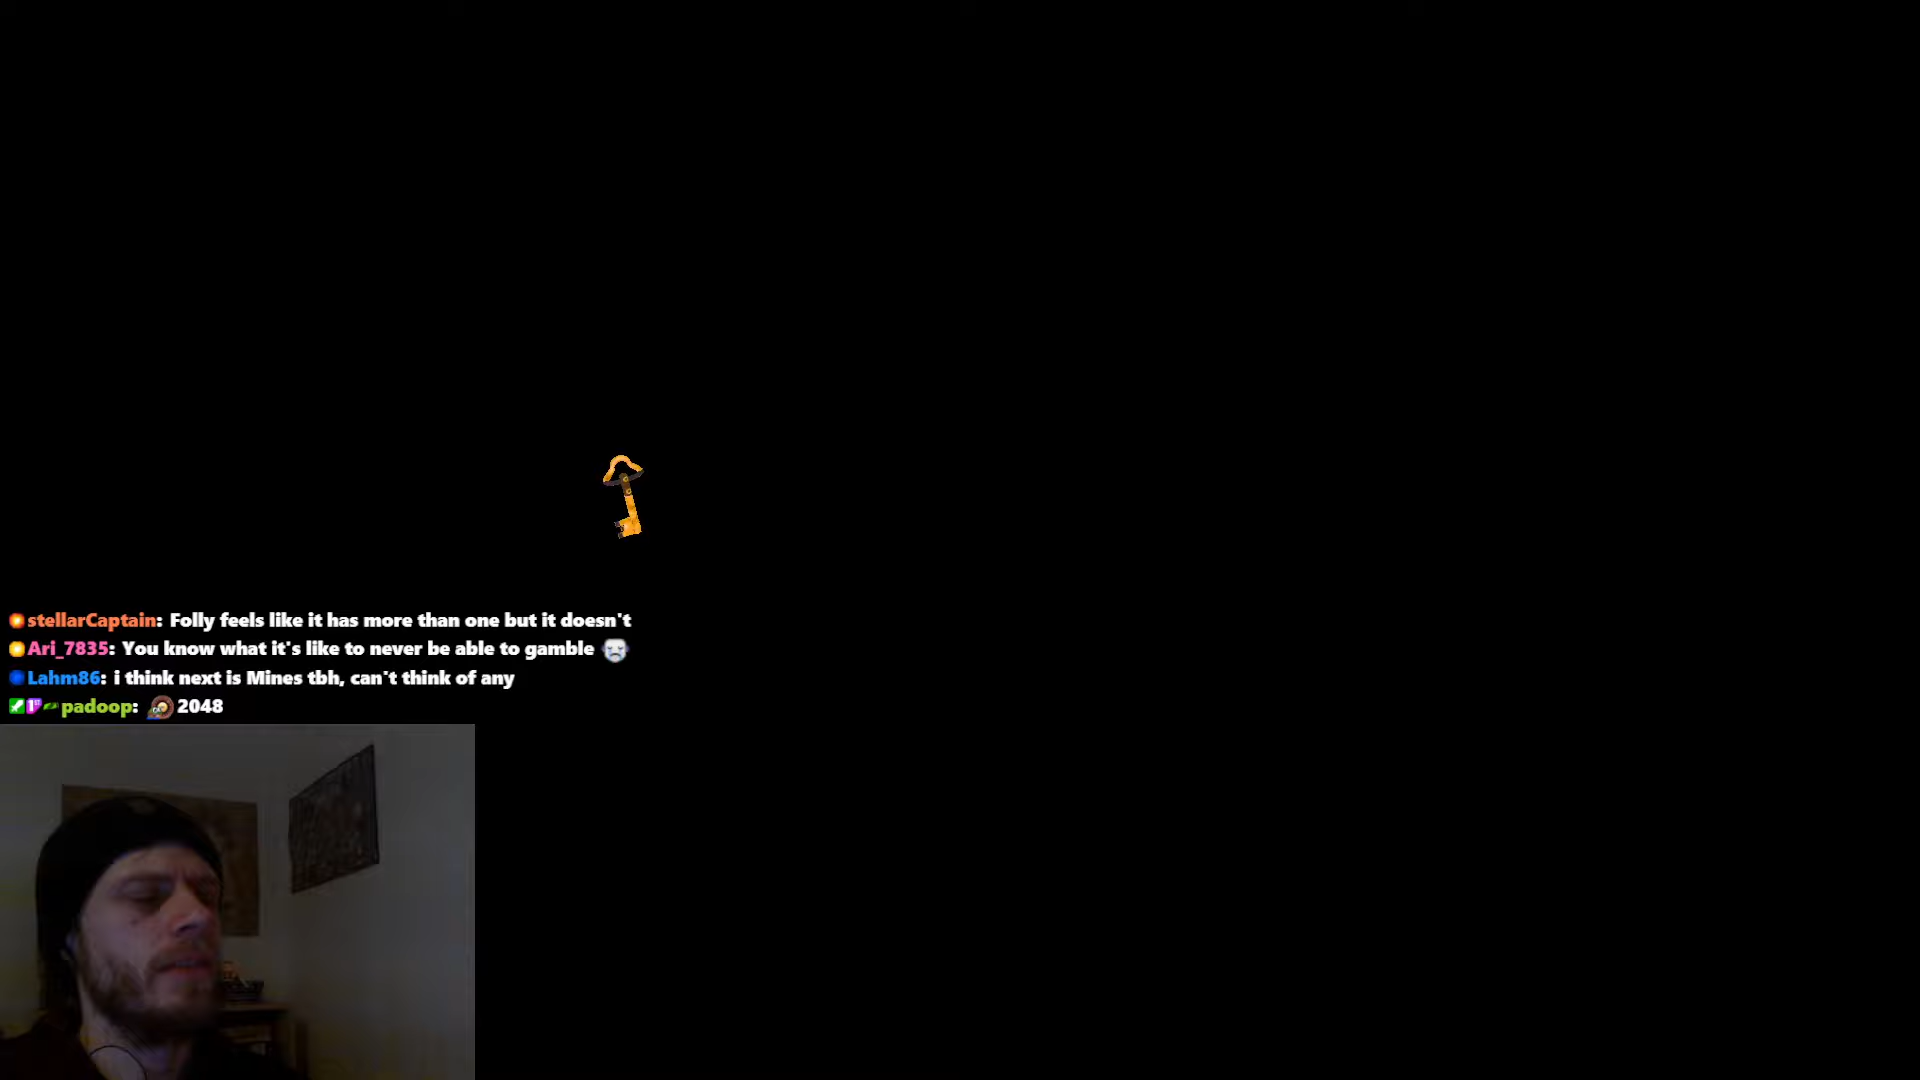 stellarCaptain: Folly feels like it has more than one but it doesn't
Ari_7835: You know what it's like to never be able to gamble
Lahm86: i think next is Mines tbh, can't think of any
padoop: 2048